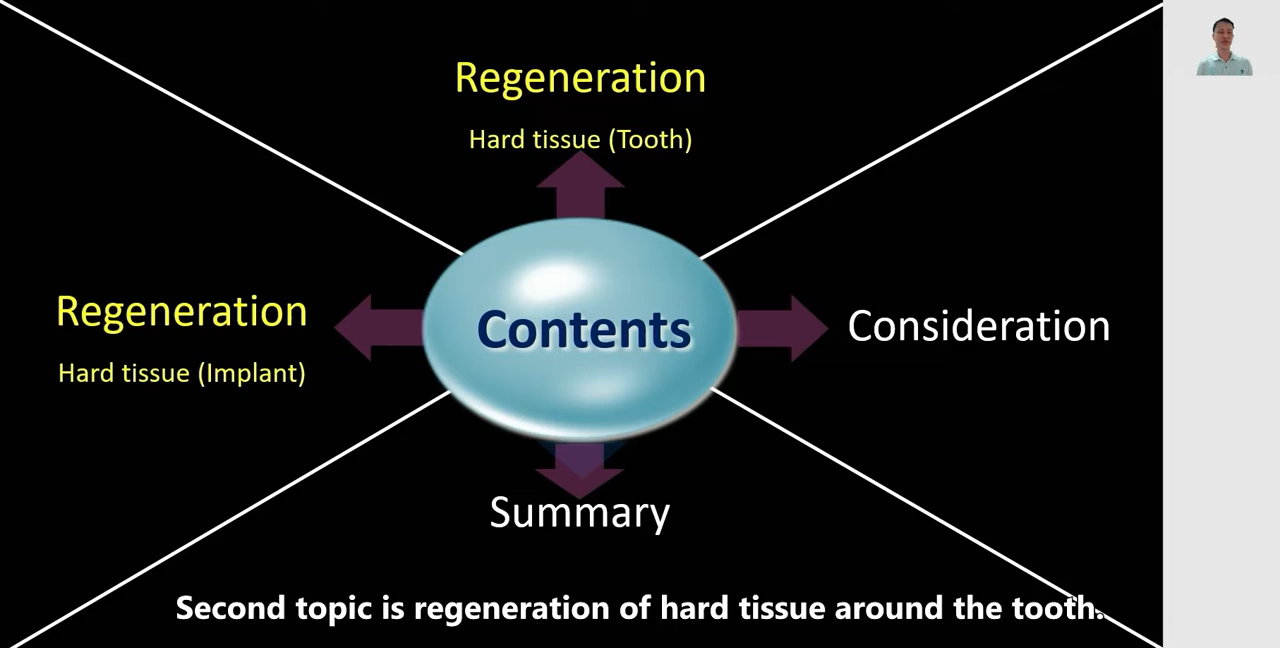 Regeneration
Hard tissue (Tooth)
Regeneration
Hard tissue (Implant)
Contents
Consideration
Summary
Second topic is regeneration of hard tissue around the tooth.